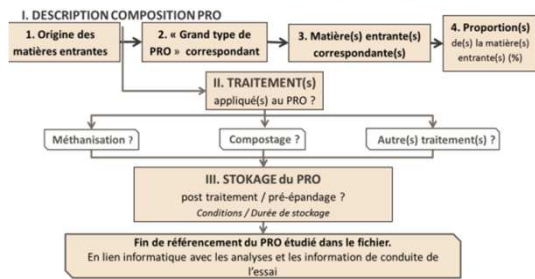 I. DESCRIPTION COMPOSITION PRO
1. Origine des
matières entrantes
2. « Grand type de
PRO » correspondant
3. Matière(s) entrante(s)
correspondante(s)
4. Proportion(s)
de(s) la matière(s)
entrante(s) (%)
II. TRAITEMENT(s)
appliqué(s) au PRO ?
Méthanisation ?
Compostage ?
Autre(s) traitement(s) ?
III. STOKAGE du PRO
post traitement / pré-épandage ?
Conditions / Durée de stockage
Fin de référencement du PRO étudié dans le fichier.
En lien informatique avec les analyses et les information de conduite de
l'essai